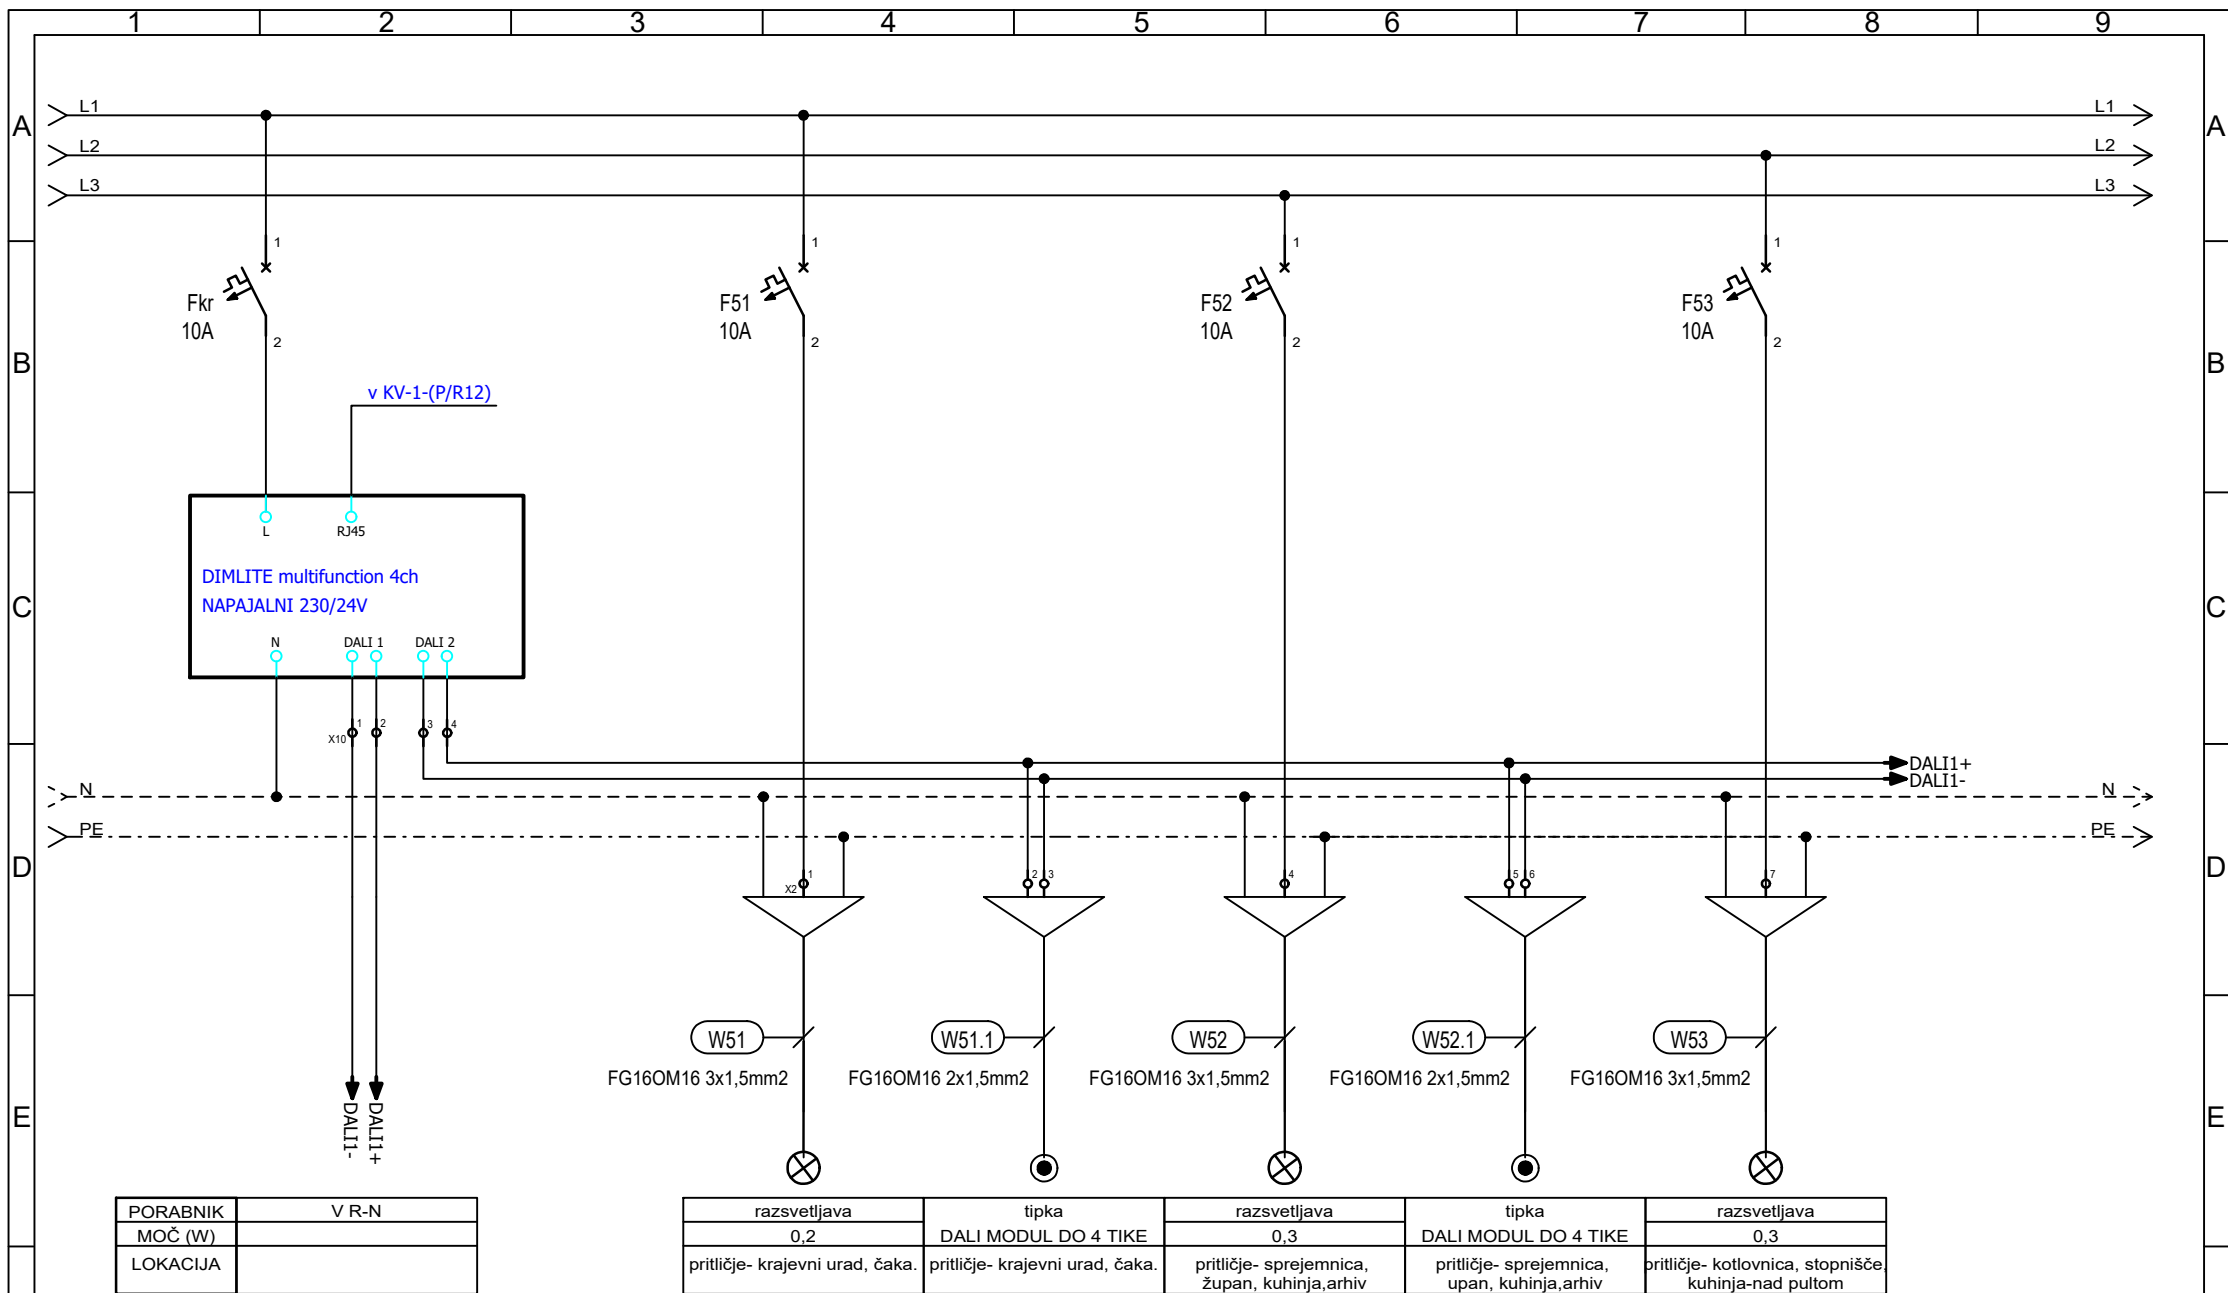 1 2 3 4 5 6 7 8 9
A A
L1 L1
L2 L2
L3 L3
1 1 1 1
Fkr F51 F52 F53
10A 10A 10A 10A
2 2 2 2
B B
v KV-1-(P/R12)
L RJ45
DIMLITE multifunction 4ch
NAPAJALNI 230/24V
C C
N DALI 1 DALI 2
X10 1 2 3 4
DALI1+
DALI1-
N N
PE PE
D D
X2 1 2 3 4 5 6 7
W51 W51.1 W52 W52.1 W53
FG16OM16 3x1,5mm2 FG16OM16 2x1,5mm2 FG16OM16 3x1,5mm2 FG16OM16 2x1,5mm2 FG16OM16 3x1,5mm2
E E
DALI1- DALI1+
PORABNIK V R-N razsvetljava tipka razsvetljava tipka razsvetljava
MOČ (W) 0,2 DALI MODUL DO 4 TIKE 0,3 DALI MODUL DO 4 TIKE 0,3
LOKACIJA pritličje- krajevni urad, čaka. pritličje- krajevni urad, čaka. pritličje- sprejemnica, pritličje- sprejemnica, pritličje- kotlovnica, stopnišče,
župan, kuhinja,arhiv upan, kuhinja,arhiv kuhinja-nad pultom